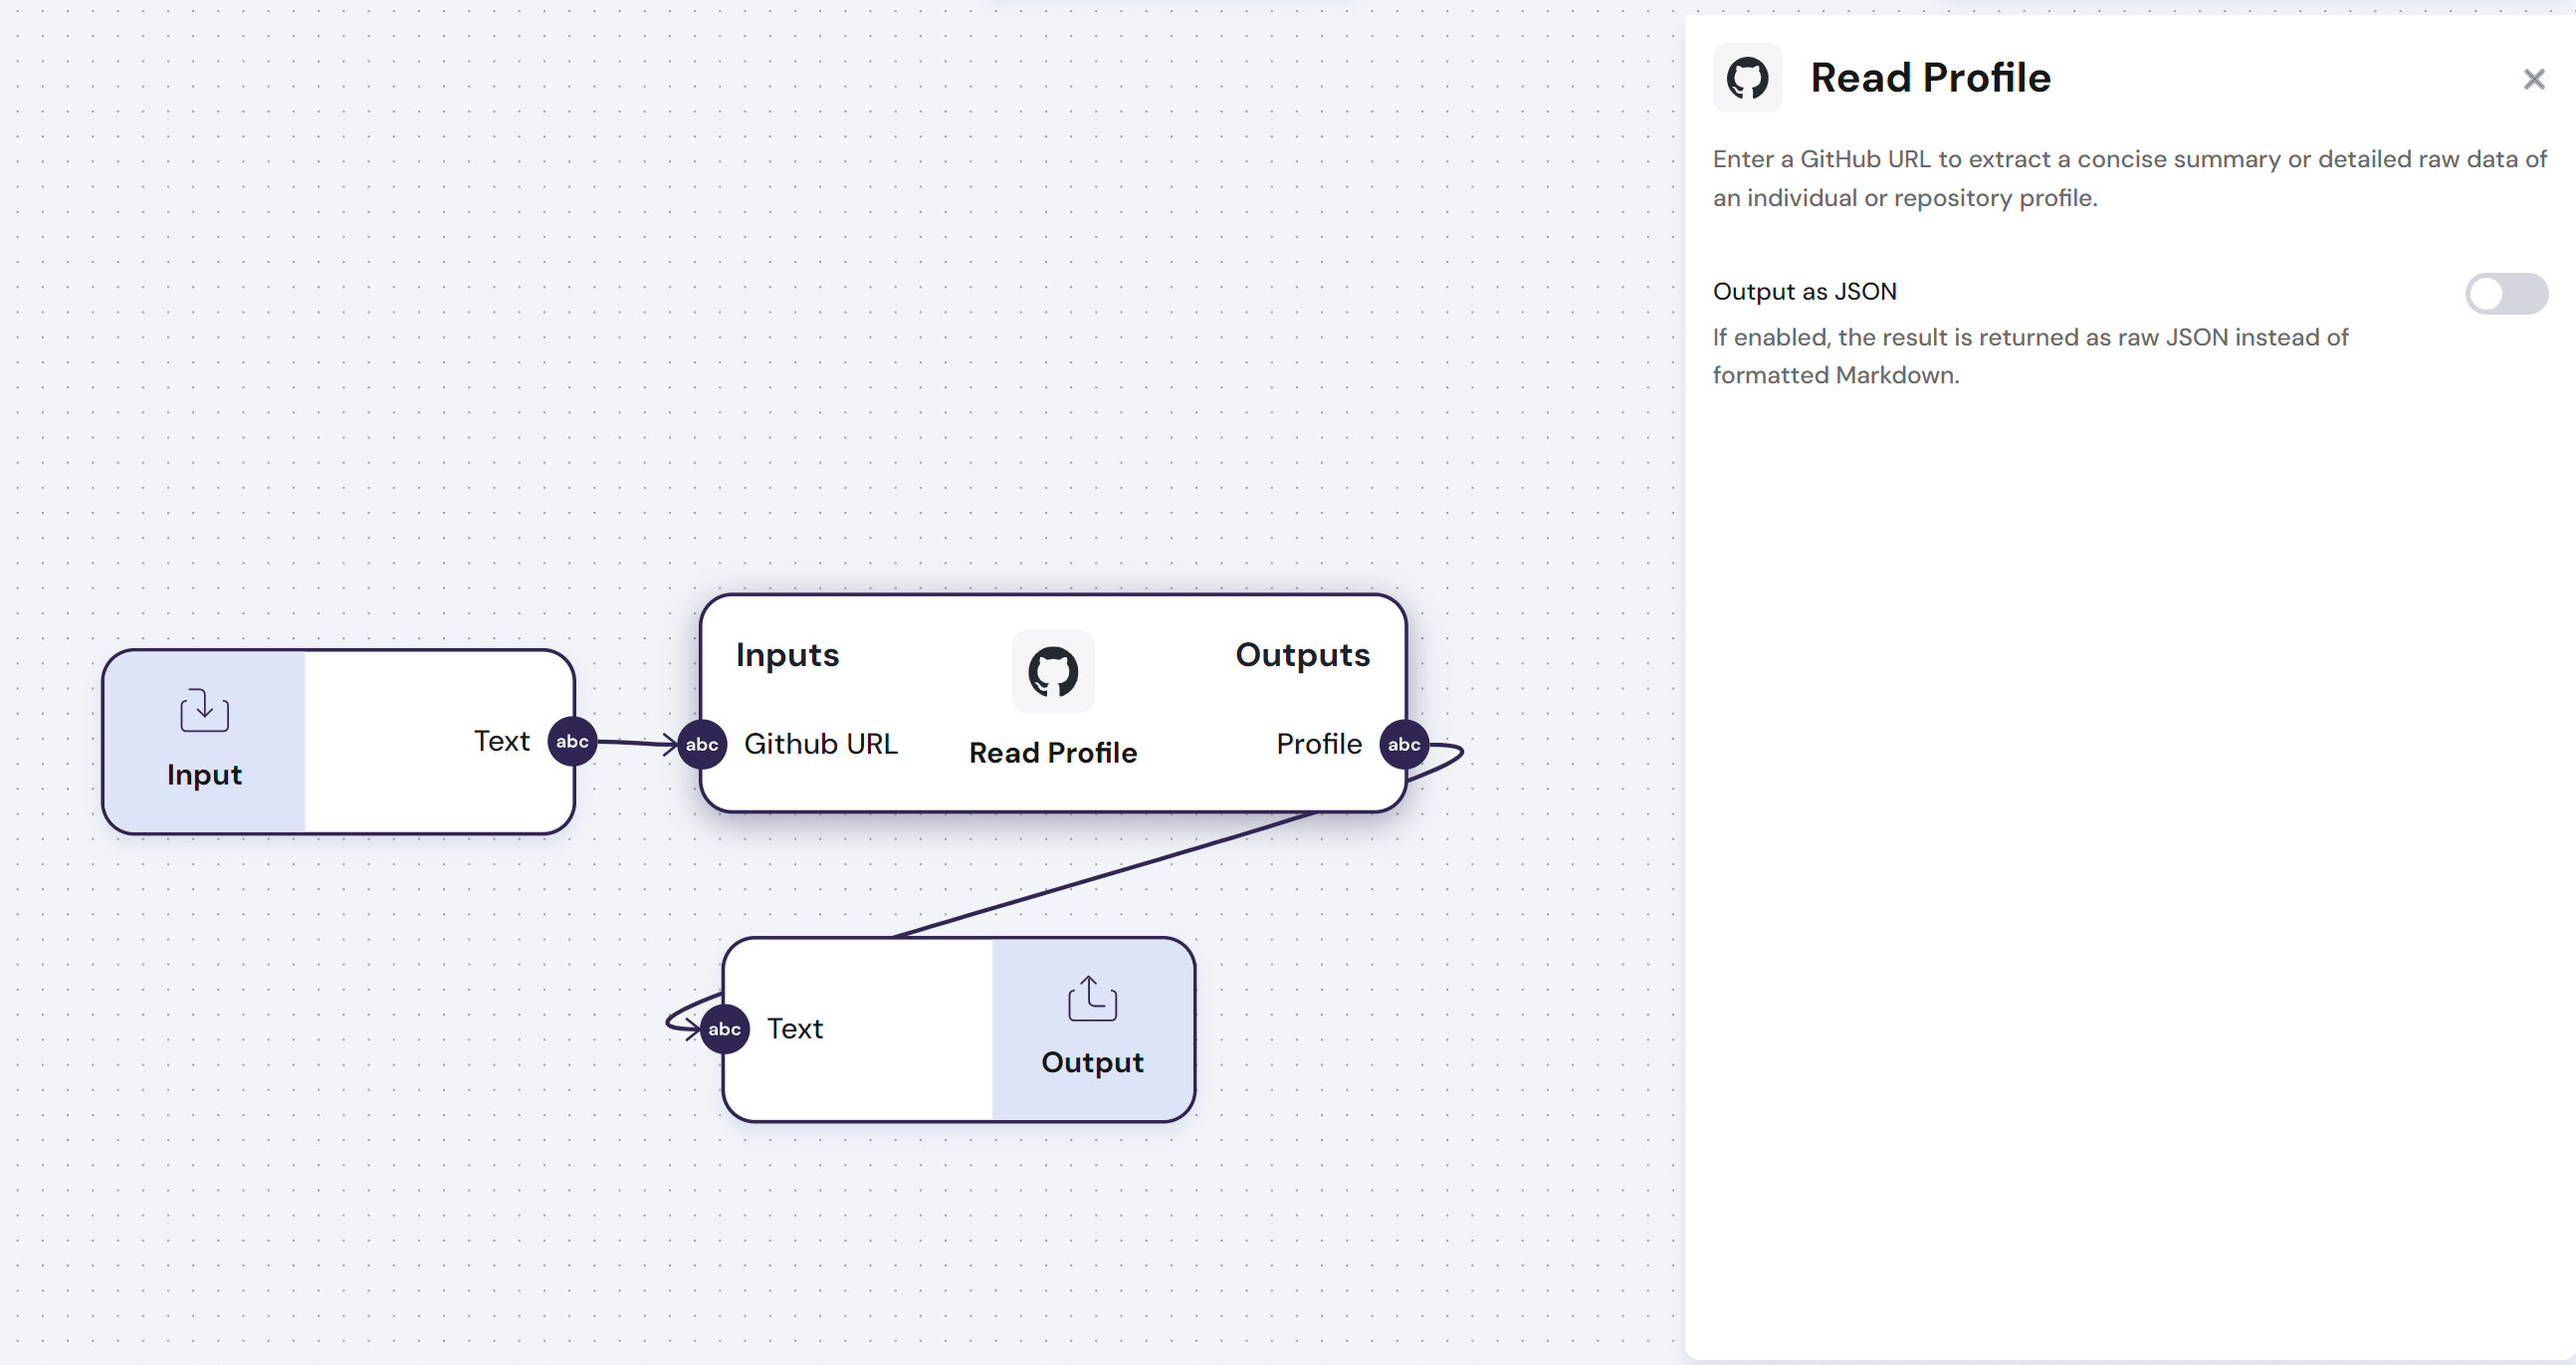 Read Profile
Enter a GitHub URL to extract a concise summary or detailed raw data of
an individual or repository profile.
Output as JSON
If enabled, the result is returned as raw JSON instead of
formatted Markdown.
Input
Text
abc
Inputs
Outputs
abc
Github URL
Read Profile
Profile
abc
abc
Text
Output